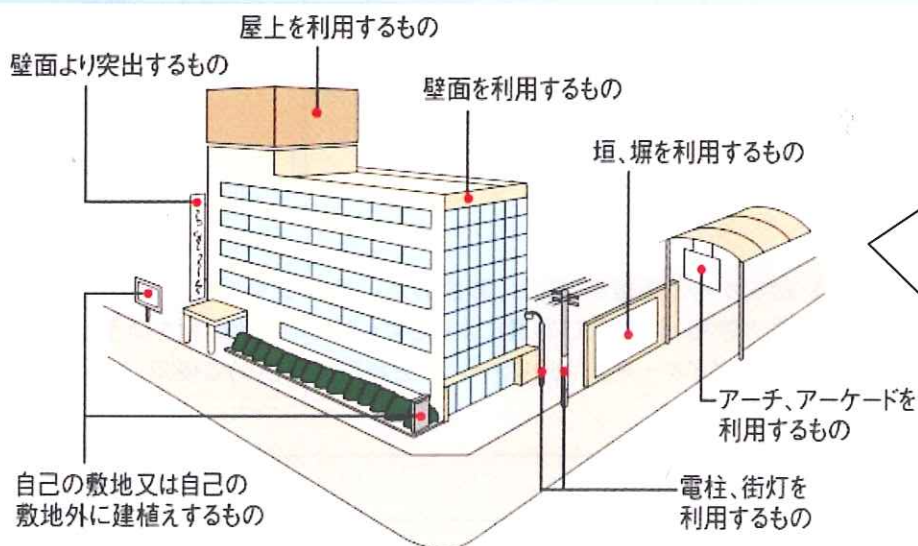 屋上を利用するもの
壁面より突出するもの
壁面を利用するもの
垣、塀を利用するもの
アーチ、アーケードを
利用するもの
自己の敷地又は自己の
敷地外に建植えするもの
電柱、街灯を
利用するもの